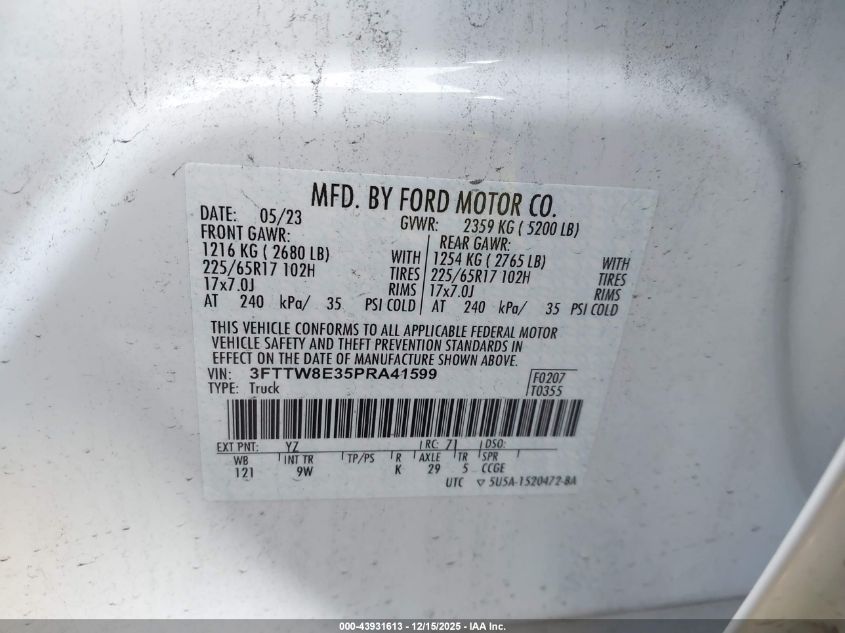 MFD. BY FORD MOTOR CO.
DATE: 05/23 GVWR: 2359 KG ( 5200 LB)
FRONT GAWR: REAR GAWR:
1216 KG ( 2680 LB) WITH 1254 KG ( 2765 LB) WITH
225/65R17 102H TIRES 225/65R17 102H TIRES
17x7.0J RIMS 17x7.0J RIMS
AT 240 kPa/ 35 PSI COLD AT 240 kPa/ 35 PSI COLD
THIS VEHICLE CONFORMS TO ALL APPLICABLE FEDERAL MOTOR
VEHICLE SAFETY AND THEFT PREVENTION STANDARDS IN
EFFECT ON THE DATE OF MANUFACTURE SHOWN ABOVE.
VIN: 3FTTW8E35PRA41599 F0207
TYPE: Truck T0355
EXT PNT: YZ RC: 71 DSO:
WB INT TR TP/PS R AXLE TR SPR
121 9W K 29 5 CCGE
UTC ▽ 5U5A-1520472-BA
000-43931613 - 12/15/2025 - IAA Inc.